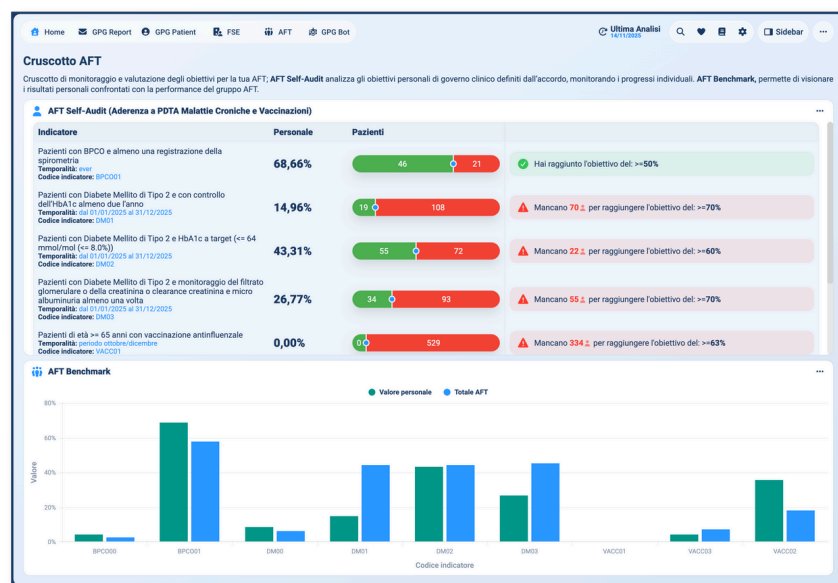 Home GPG Report GPG Patient FSE AFT GPG Bot Ultima Analisi 14/11/2025 Sidebar
Cruscotto AFT
Cruscotto di monitoraggio e valutazione degli obiettivi per la tua AFT; AFT Self-Audit analizza gli obiettivi personali di governo clinico definiti dall'accordo, monitorando i progressi individuali. AFT Benchmark, permette di visionare
i risultati personali confrontati con la performance del gruppo AFT.
AFT Self-Audit (Aderenza a PDTA Malattie Croniche e Vaccinazioni)
Indicatore Personale Pazienti
Pazienti con BPCO e almeno una registrazione della
spirometria
Temporalità: ever
Codice indicatore: BPCO01
68,66% 46 21 Hai raggiunto l'obiettivo del: >=50%
Pazienti con Diabete Mellito di Tipo 2 e con controllo
dell'HbA1c almeno due l'anno
Temporalità: dal 01/01/2025 al 31/12/2025
Codice indicatore: DM01
14,96% 19 108 Mancano 70 per raggiungere l'obiettivo del: >=70%
Pazienti con Diabete Mellito di Tipo 2 e HbA1c a target (<= 64
mmol/mol (<= 8.0%))
Temporalità: dal 01/01/2025 al 31/12/2025
Codice indicatore: DM02
43,31% 55 72 Mancano 22 per raggiungere l'obiettivo del: >=60%
Pazienti con Diabete Mellito di Tipo 2 e monitoraggio del filtrato
glomerulare o della creatinina o clearance creatinina e micro
albuminuria almeno una volta
Temporalità: dal 01/01/2025 al 31/12/2025
Codice indicatore: DM03
26,77% 34 93 Mancano 55 per raggiungere l'obiettivo del: >=70%
Pazienti di età >= 65 anni con vaccinazione antinfluenzale
Temporalità: periodo ottobre/dicembre
Codice indicatore: VACC01
0,00% 0 529 Mancano 334 per raggiungere l'obiettivo del: >=63%
AFT Benchmark
Valore personale Totale AFT
80%
60%
40%
20%
0%
Valore
BPCO00 BPCO01 DM00 DM01 DM02 DM03 VACC01 VACC03 VACC02
Codice indicatore